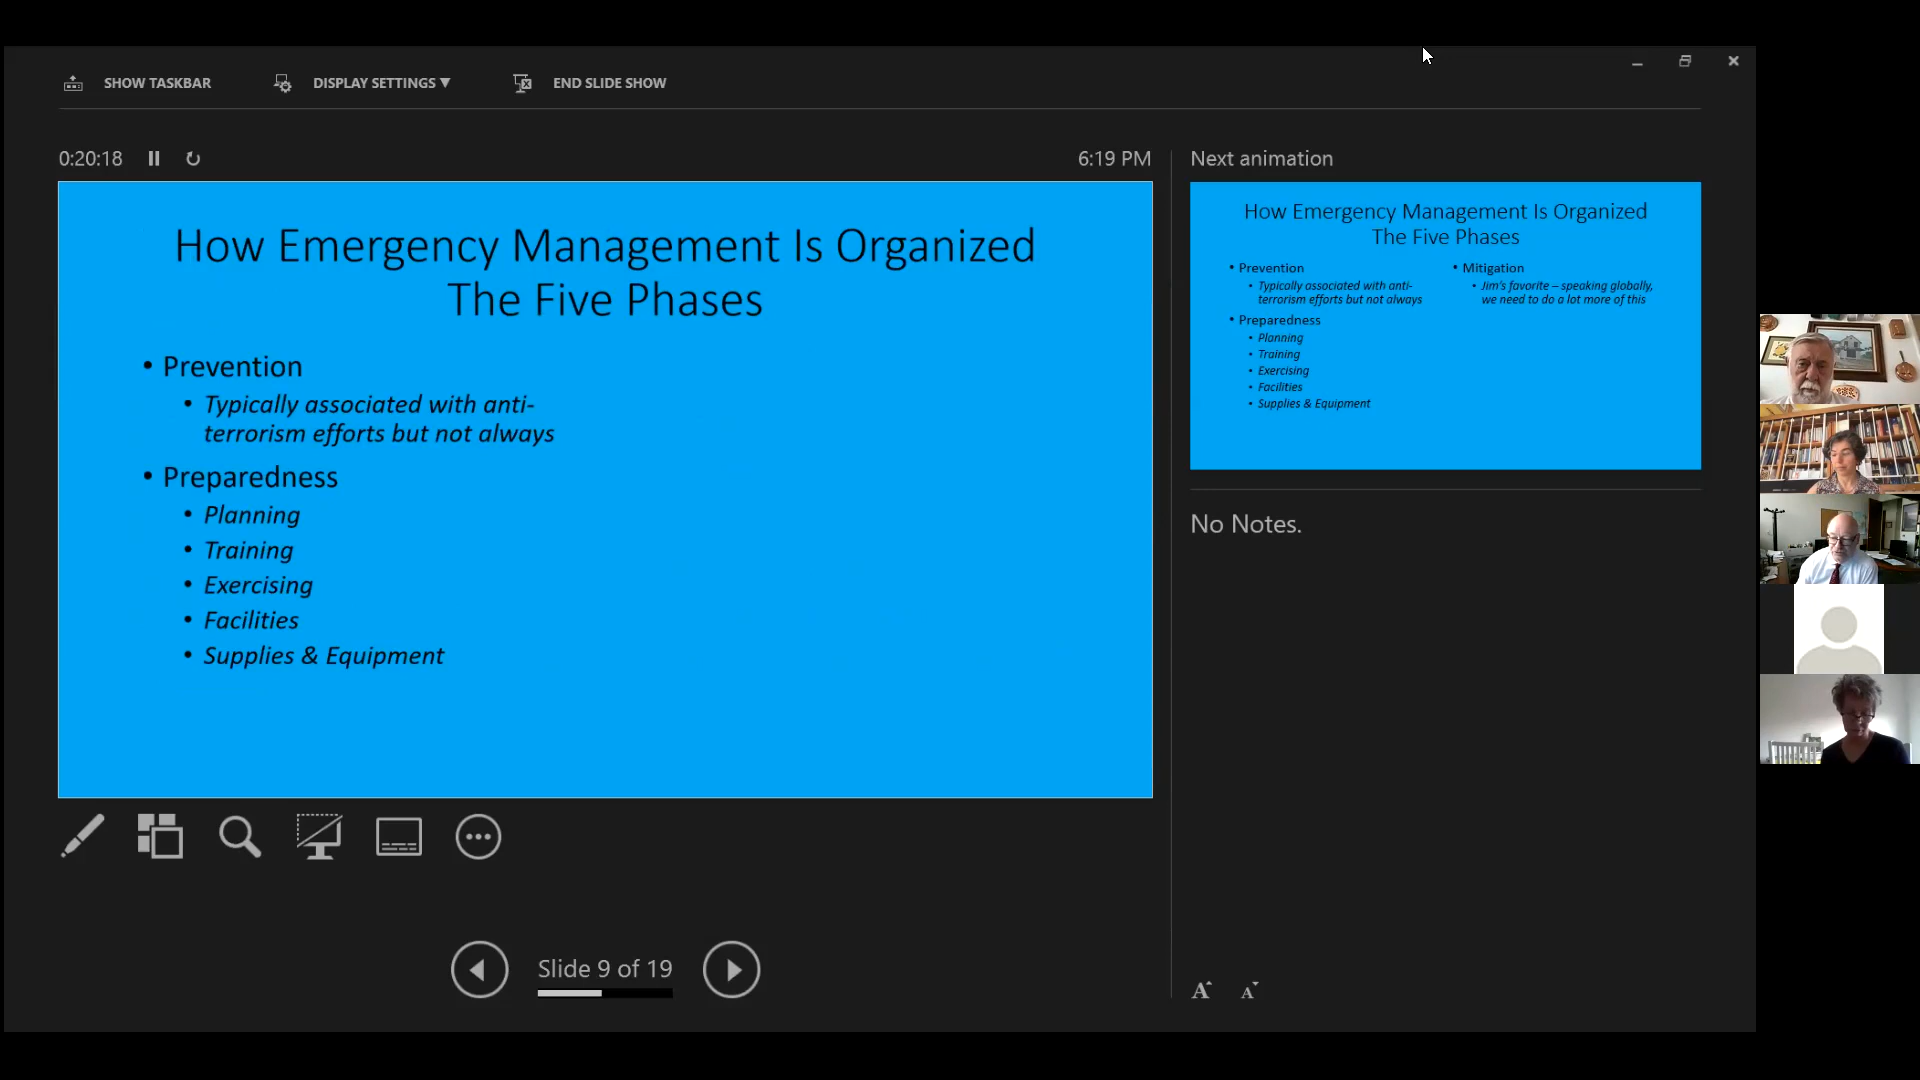 SHOW TASKBAR
DISPLAY SETTINGS ▼
END SLIDE SHOW
0:20:18
6:19 PM
How Emergency Management Is Organized
The Five Phases
• Prevention
• Typically associated with anti-
terrorism efforts but not always
• Preparedness
• Planning
• Training
• Exercising
• Facilities
• Supplies & Equipment
Slide 9 of 19
Next animation
How Emergency Management Is Organized
The Five Phases
• Prevention
• Typically associated with anti-
terrorism efforts but not always
• Preparedness
• Planning
• Training
• Exercising
• Facilities
• Supplies & Equipment
• Mitigation
• Jim's favorite – speaking globally,
we need to do a lot more of this
No Notes.
A A